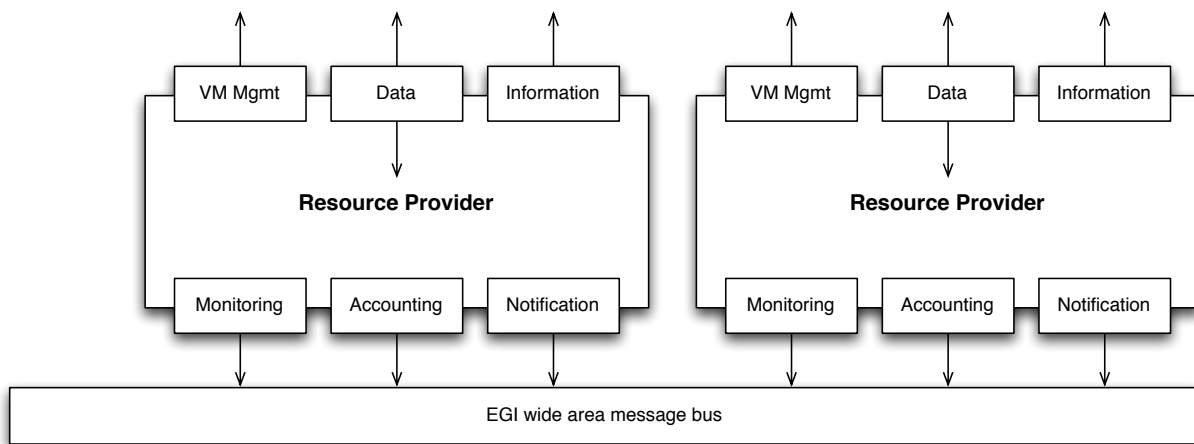 VM Mgmt Data Information VM Mgmt Data Information
Resource Provider Resource Provider
Monitoring Accounting Notification Monitoring Accounting Notification
EGI wide area message bus